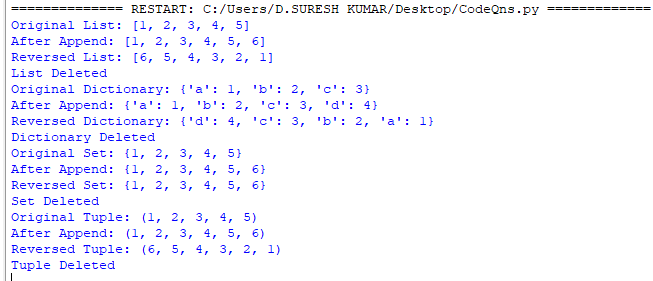 ============== RESTART: C:/Users/D.SURESH KUMAR/Desktop/CodeQns.py =============
Original List: [1, 2, 3, 4, 5]
After Append: [1, 2, 3, 4, 5, 6]
Reversed List: [6, 5, 4, 3, 2, 1]
List Deleted
Original Dictionary: {'a': 1, 'b': 2, 'c': 3}
After Append: {'a': 1, 'b': 2, 'c': 3, 'd': 4}
Reversed Dictionary: {'d': 4, 'c': 3, 'b': 2, 'a': 1}
Dictionary Deleted
Original Set: {1, 2, 3, 4, 5}
After Append: {1, 2, 3, 4, 5, 6}
Reversed Set: {1, 2, 3, 4, 5, 6}
Set Deleted
Original Tuple: (1, 2, 3, 4, 5)
After Append: (1, 2, 3, 4, 5, 6)
Reversed Tuple: (6, 5, 4, 3, 2, 1)
Tuple Deleted